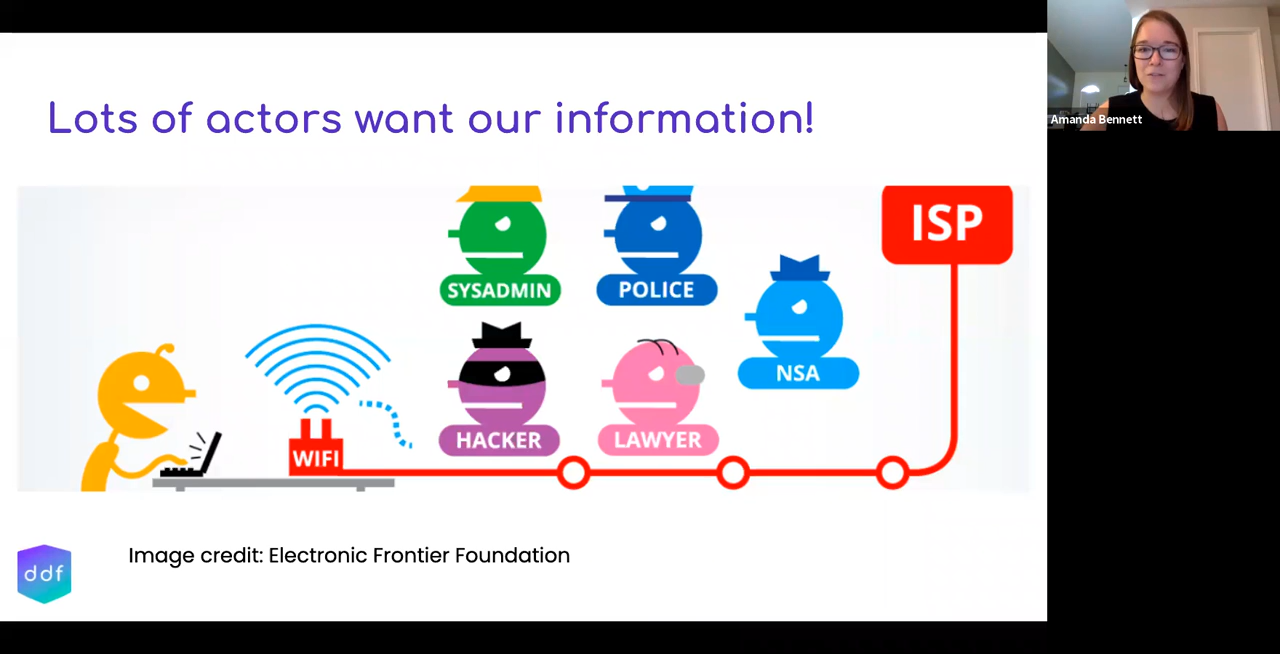 Lots of actors want our information!
Amanda Bennett
ISP
SYSADMIN
POLICE
NSA
HACKER
LAWYER
WIFI
Image credit: Electronic Frontier Foundation
ddf